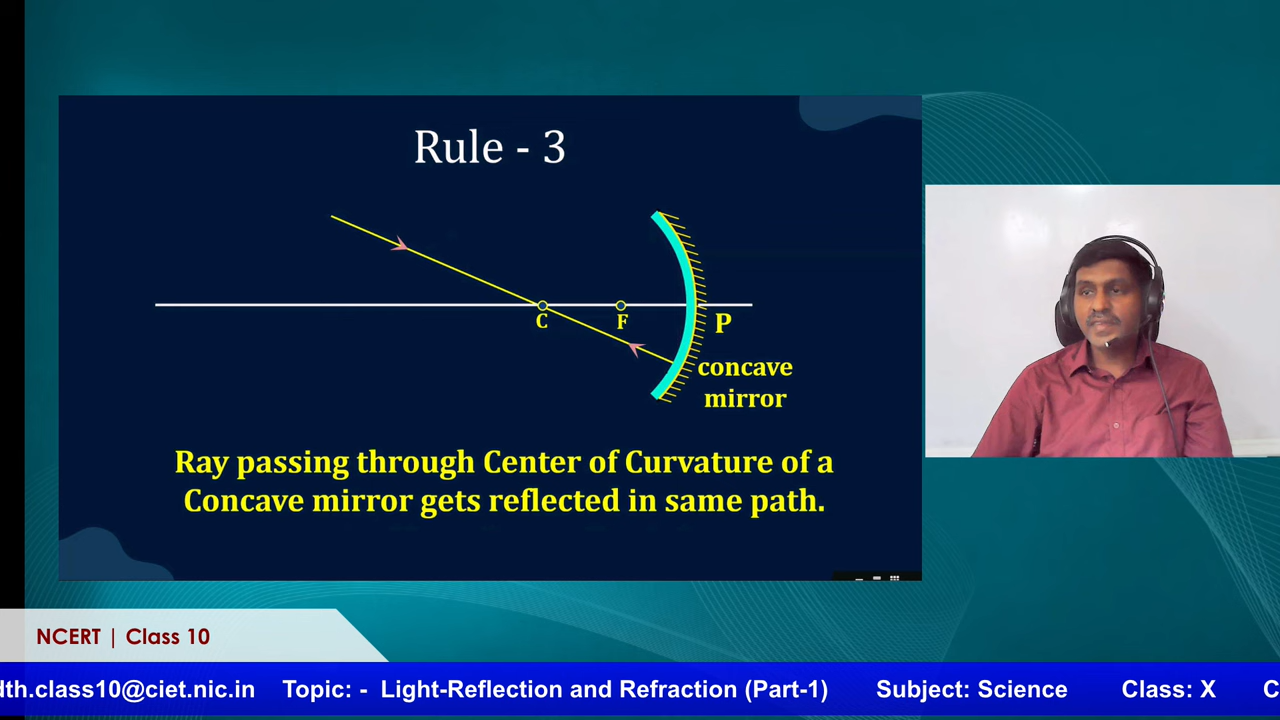 Rule - 3
C
F
P
concave
mirror
Ray passing through Center of Curvature of a
Concave mirror gets reflected in same path.
NCERT | Class 10
dth.class10@ciet.nic.in Topic: - Light-Reflection and Refraction (Part-1) Subject: Science Class: X C